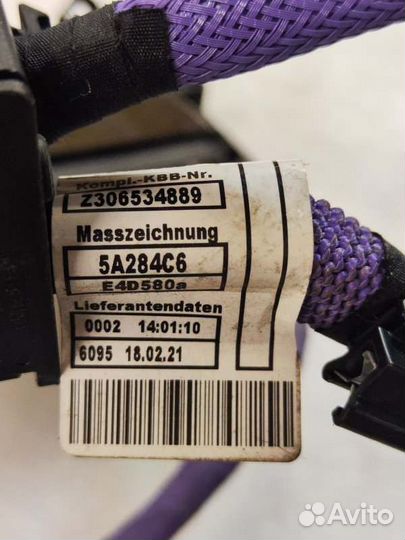 Kompl.-KBB-Nr.
Z306534889
Masszeichnung
5A284C6
E4D580a
Lieferantendaten
0002 14:01:10
6095 18.02.21
Avito